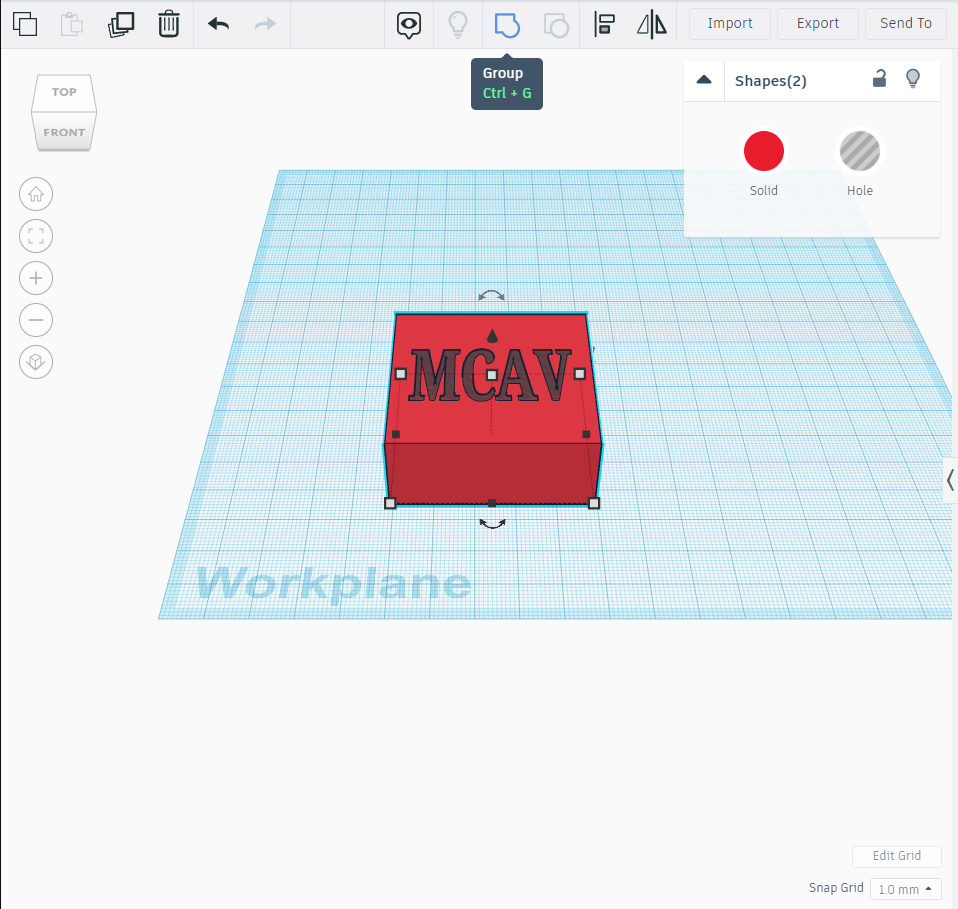 Import
Export
Send To
Group
Ctrl + G
Shapes(2)
TOP
FRONT
Solid
Hole
MCAV
Workplane
Edit Grid
Snap Grid
1.0 mm